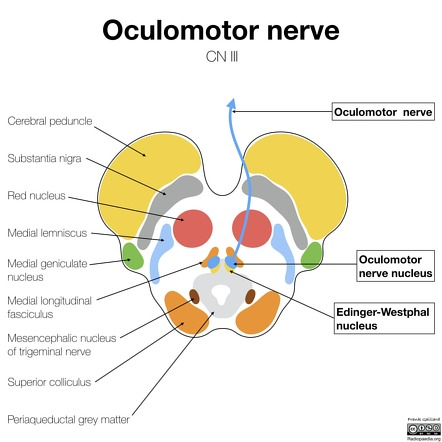 Oculomotor nerve
CN III
Oculomotor nerve
Cerebral peduncle
Substantia nigra
Red nucleus
Medial lemniscus
Medial geniculate
nucleus
Medial longitudinal
fasciculus
Mesencephalic nucleus
of trigeminal nerve
Superior colliculus
Periaqueductal grey matter
Oculomotor
nerve nucleus
Edinger-Westphal
nucleus
Frank Gaillard
Radiopaedia.org